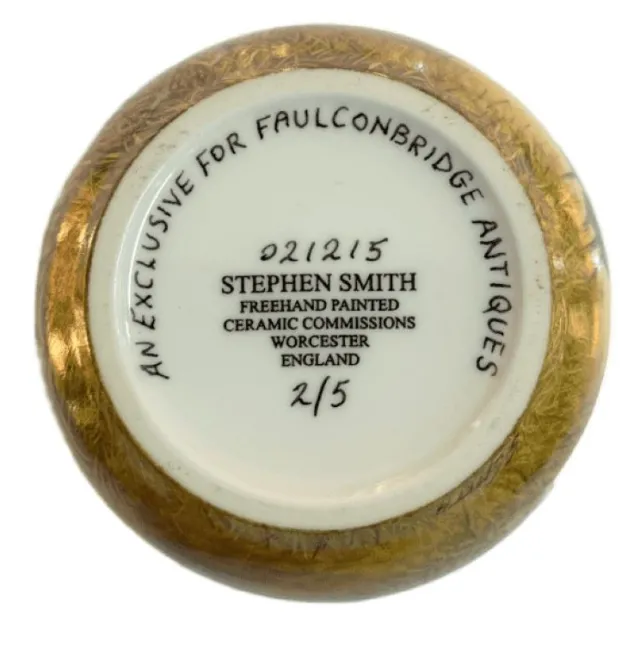 AN EXCLUSIVE FOR FAULCONBRIDGE ANTIQUES
021215
STEPHEN SMITH
FREEHAND PAINTED
CERAMIC COMMISSIONS
WORCESTER
ENGLAND
2/5